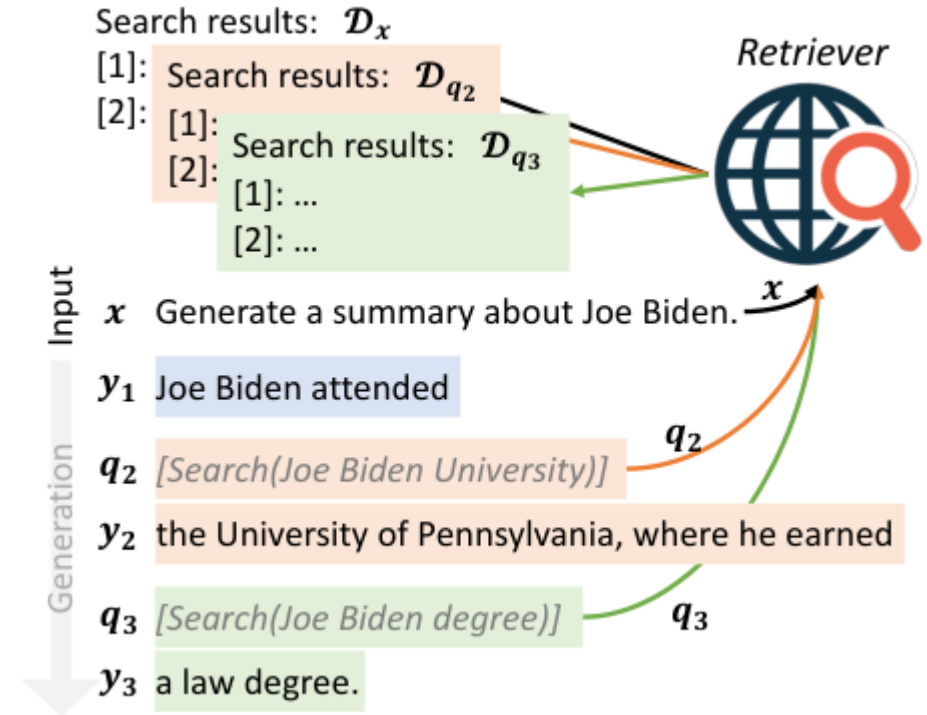 Search results: 𝓓x
[1]:
[2]:
Search results: 𝓓q2
[1]:
[2]:
Search results: 𝓓q3
[1]: ...
[2]: ...
Retriever
Input
x Generate a summary about Joe Biden.
x
Generation
y1 Joe Biden attended
q2 [Search(Joe Biden University)]
q2
y2 the University of Pennsylvania, where he earned
q3 [Search(Joe Biden degree)]
q3
y3 a law degree.